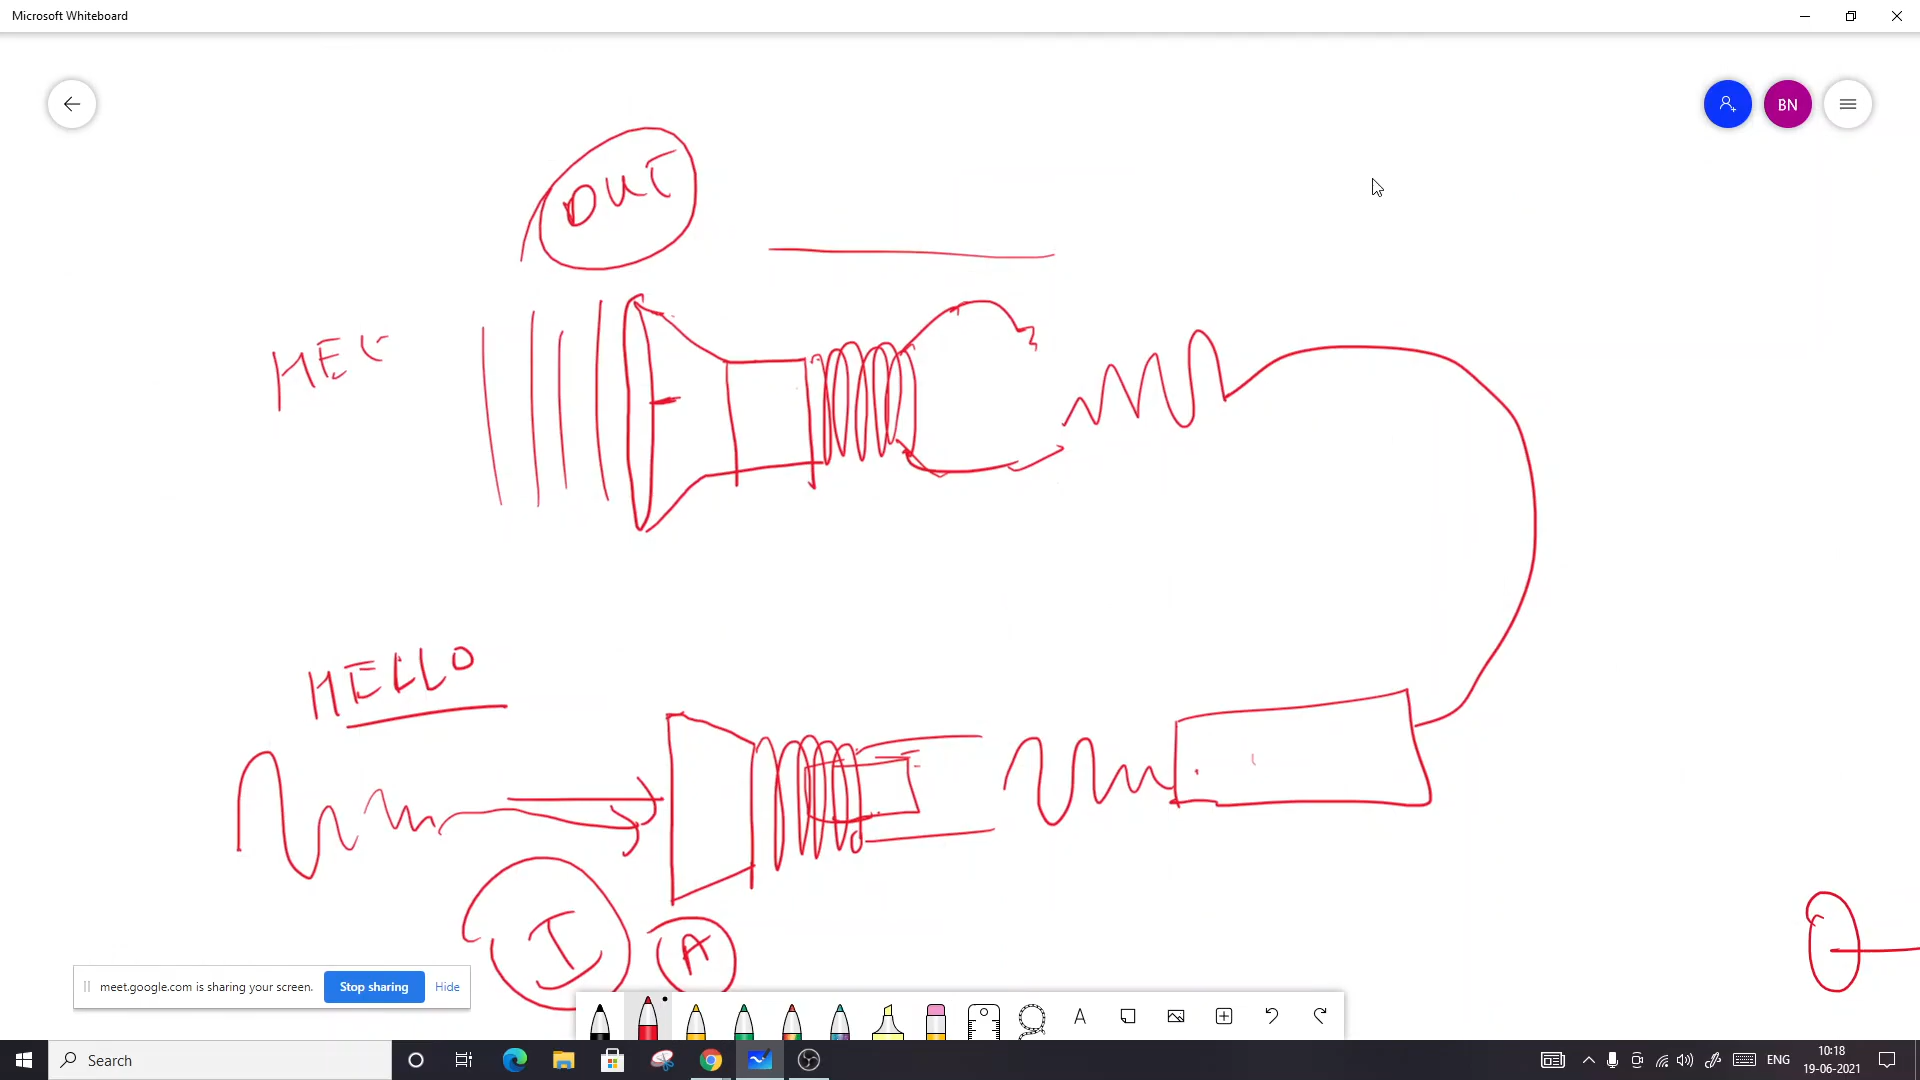 Microsoft Whiteboard
BN
OUT
HEL
HELLO
I
A
meet.google.com is sharing your screen.
Stop sharing
Hide
A
Search
ENG
10:18
19-06-2021